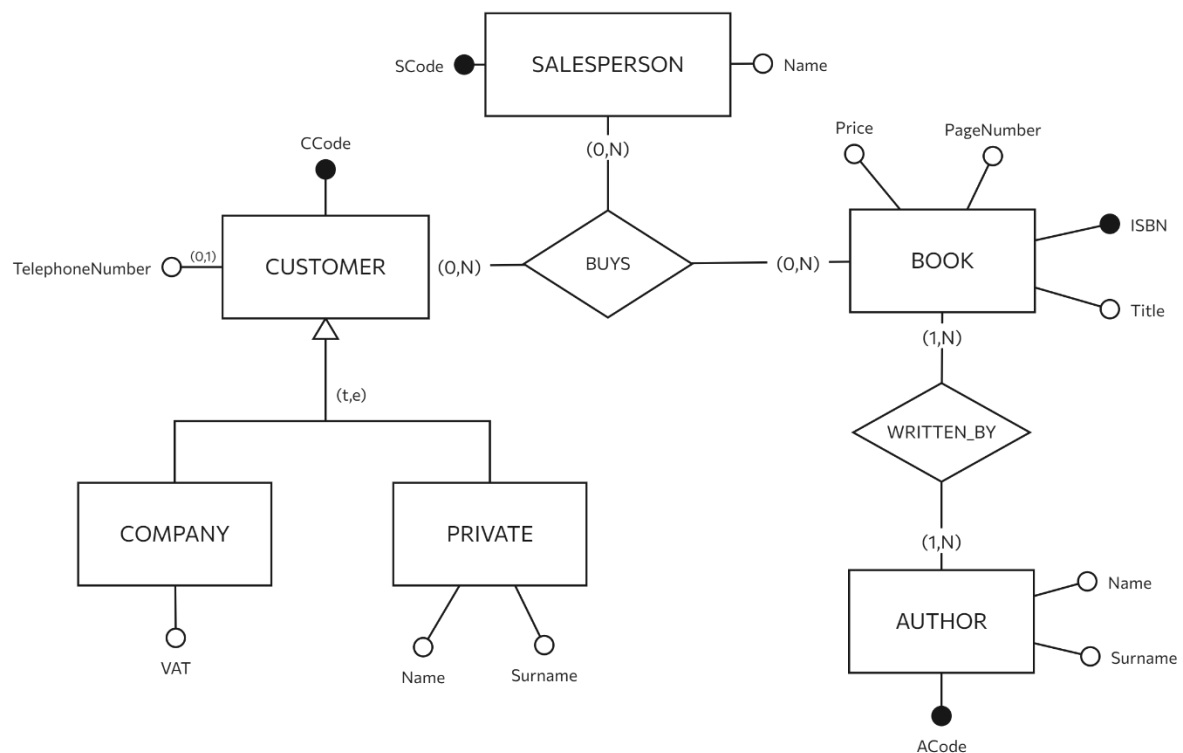 SCode
SALESPERSON
Name
(0,N)
Price
PageNumber
CCode
ISBN
TelephoneNumber
(0,1)
CUSTOMER
(0,N)
BUYS
(0,N)
BOOK
Title
(1,N)
(t,e)
WRITTEN_BY
COMPANY
PRIVATE
(1,N)
Name
AUTHOR
Surname
VAT
Name
Surname
ACode